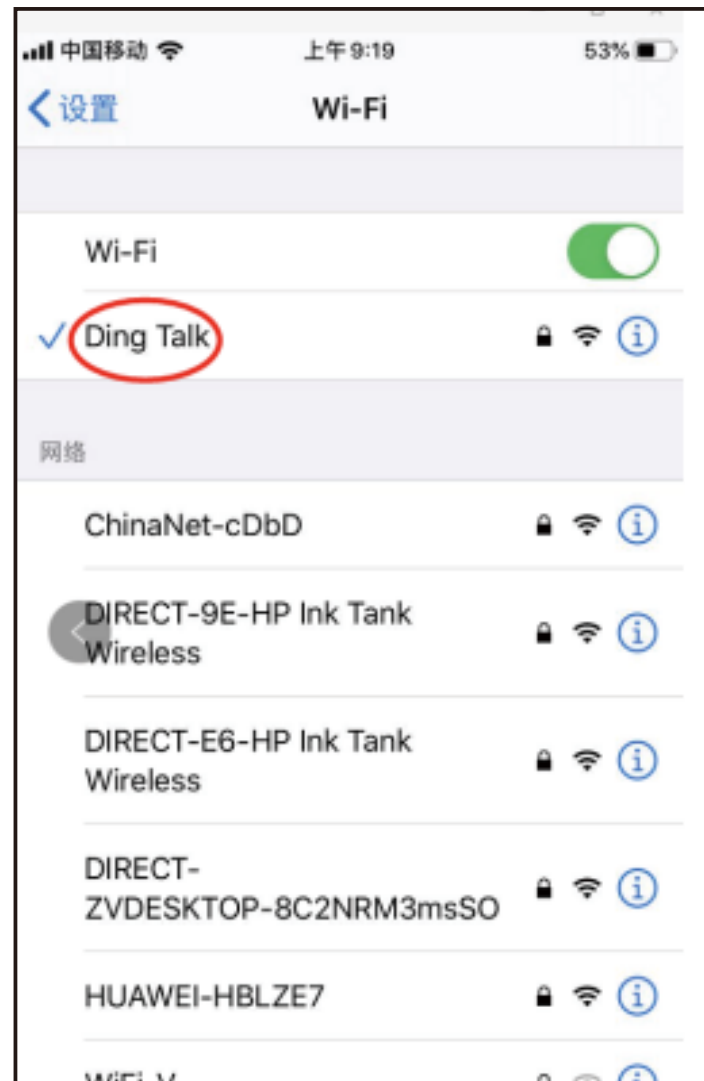 中国移动 上午9:19 53%
设置 Wi-Fi
Wi-Fi
Ding Talk
网络
ChinaNet-cDbD
DIRECT-9E-HP Ink Tank
Wireless
DIRECT-E6-HP Ink Tank
Wireless
DIRECT-
ZVDESKTOP-8C2NRM3msSO
HUAWEI-HBLZE7